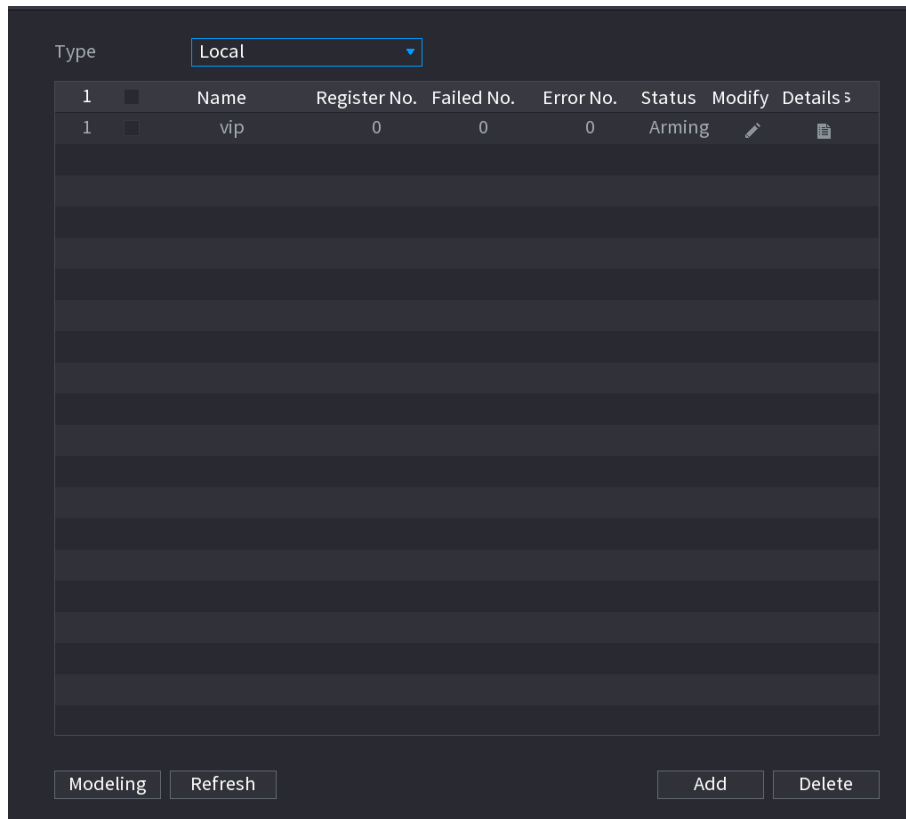 Type Local
1 Name Register No. Failed No. Error No. Status Modify Details s
1 vip 0 0 0 Arming
Modeling Refresh Add Delete